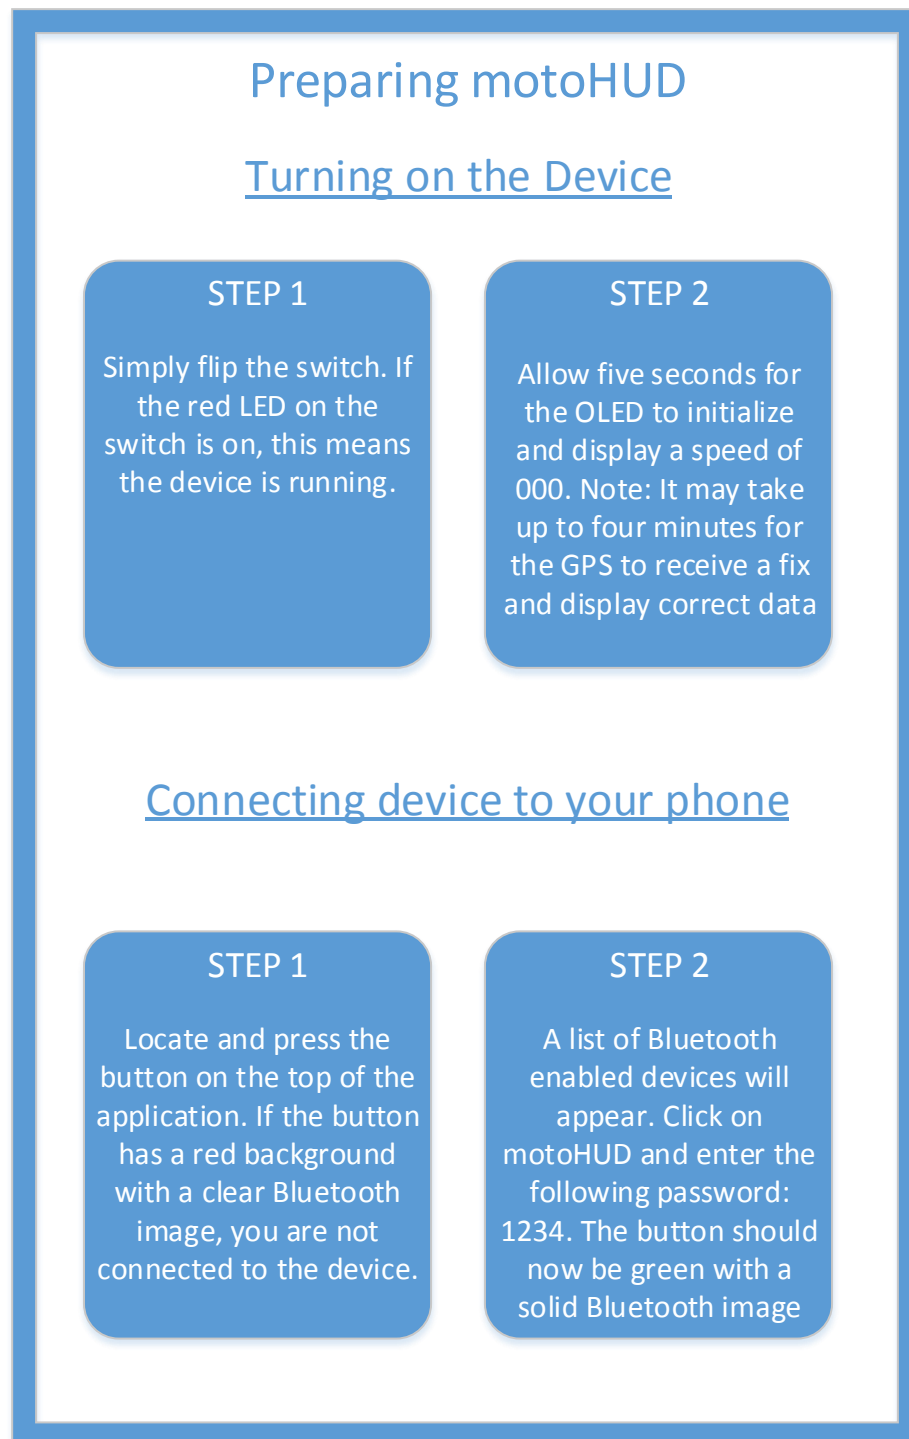 Preparing motoHUD
Turning on the Device
STEP 1
Simply flip the switch. If
the red LED on the
switch is on, this means
the device is running.
STEP 2
Allow five seconds for
the OLED to initialize
and display a speed of
000. Note: It may take
up to four minutes for
the GPS to receive a fix
and display correct data
Connecting device to your phone
STEP 1
Locate and press the
button on the top of the
application. If the button
has a red background
with a clear Bluetooth
image, you are not
connected to the device.
STEP 2
A list of Bluetooth
enabled devices will
appear. Click on
motoHUD and enter the
following password:
1234. The button should
now be green with a
solid Bluetooth image